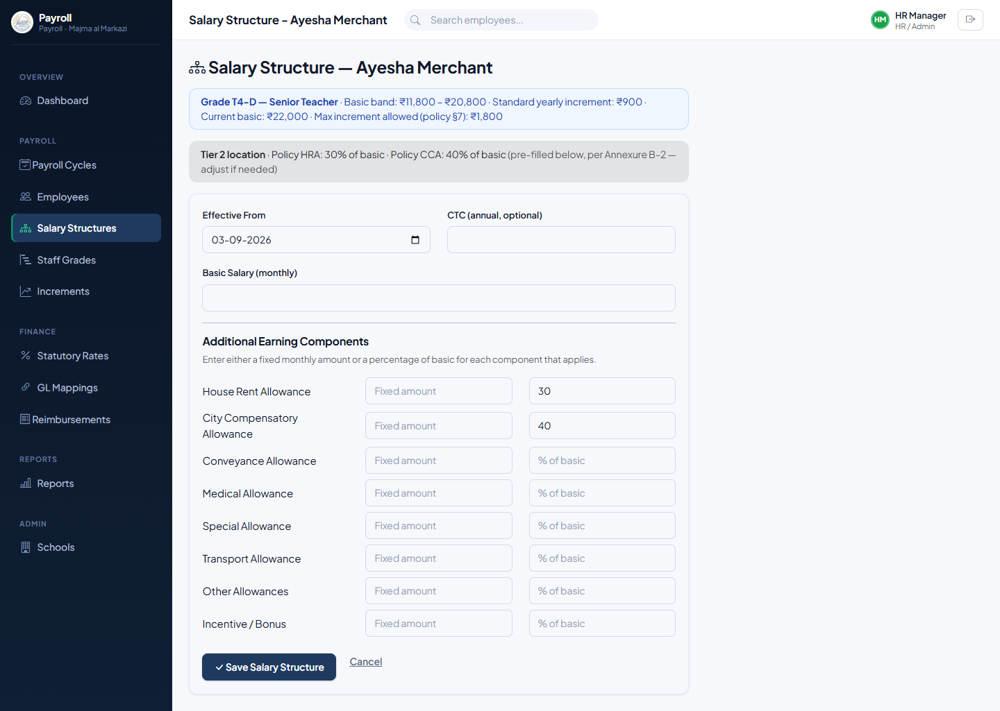 Payroll
Payroll - Majma al Markazi
OVERVIEW
Dashboard
PAYROLL
Payroll Cycles
Employees
Salary Structures
Staff Grades
Increments
FINANCE
Statutory Rates
GL Mappings
Reimbursements
REPORTS
Reports
ADMIN
Schools
Salary Structure - Ayesha Merchant
Search employees...
HM
HR Manager
HR / Admin
Salary Structure — Ayesha Merchant
Grade T4-D — Senior Teacher · Basic band: ₹11,800 – ₹20,800 · Standard yearly increment: ₹900 ·
Current basic: ₹22,000 · Max increment allowed (policy §7): ₹1,800
Tier 2 location · Policy HRA: 30% of basic · Policy CCA: 40% of basic (pre-filled below, per Annexure B-2 —
adjust if needed)
Effective From
CTC (annual, optional)
03-09-2026
Basic Salary (monthly)
Additional Earning Components
Enter either a fixed monthly amount or a percentage of basic for each component that applies.
House Rent Allowance
Fixed amount
30
City Compensatory
Allowance
Fixed amount
40
Conveyance Allowance
Fixed amount
% of basic
Medical Allowance
Fixed amount
% of basic
Special Allowance
Fixed amount
% of basic
Transport Allowance
Fixed amount
% of basic
Other Allowances
Fixed amount
% of basic
Incentive / Bonus
Fixed amount
% of basic
Save Salary Structure
Cancel